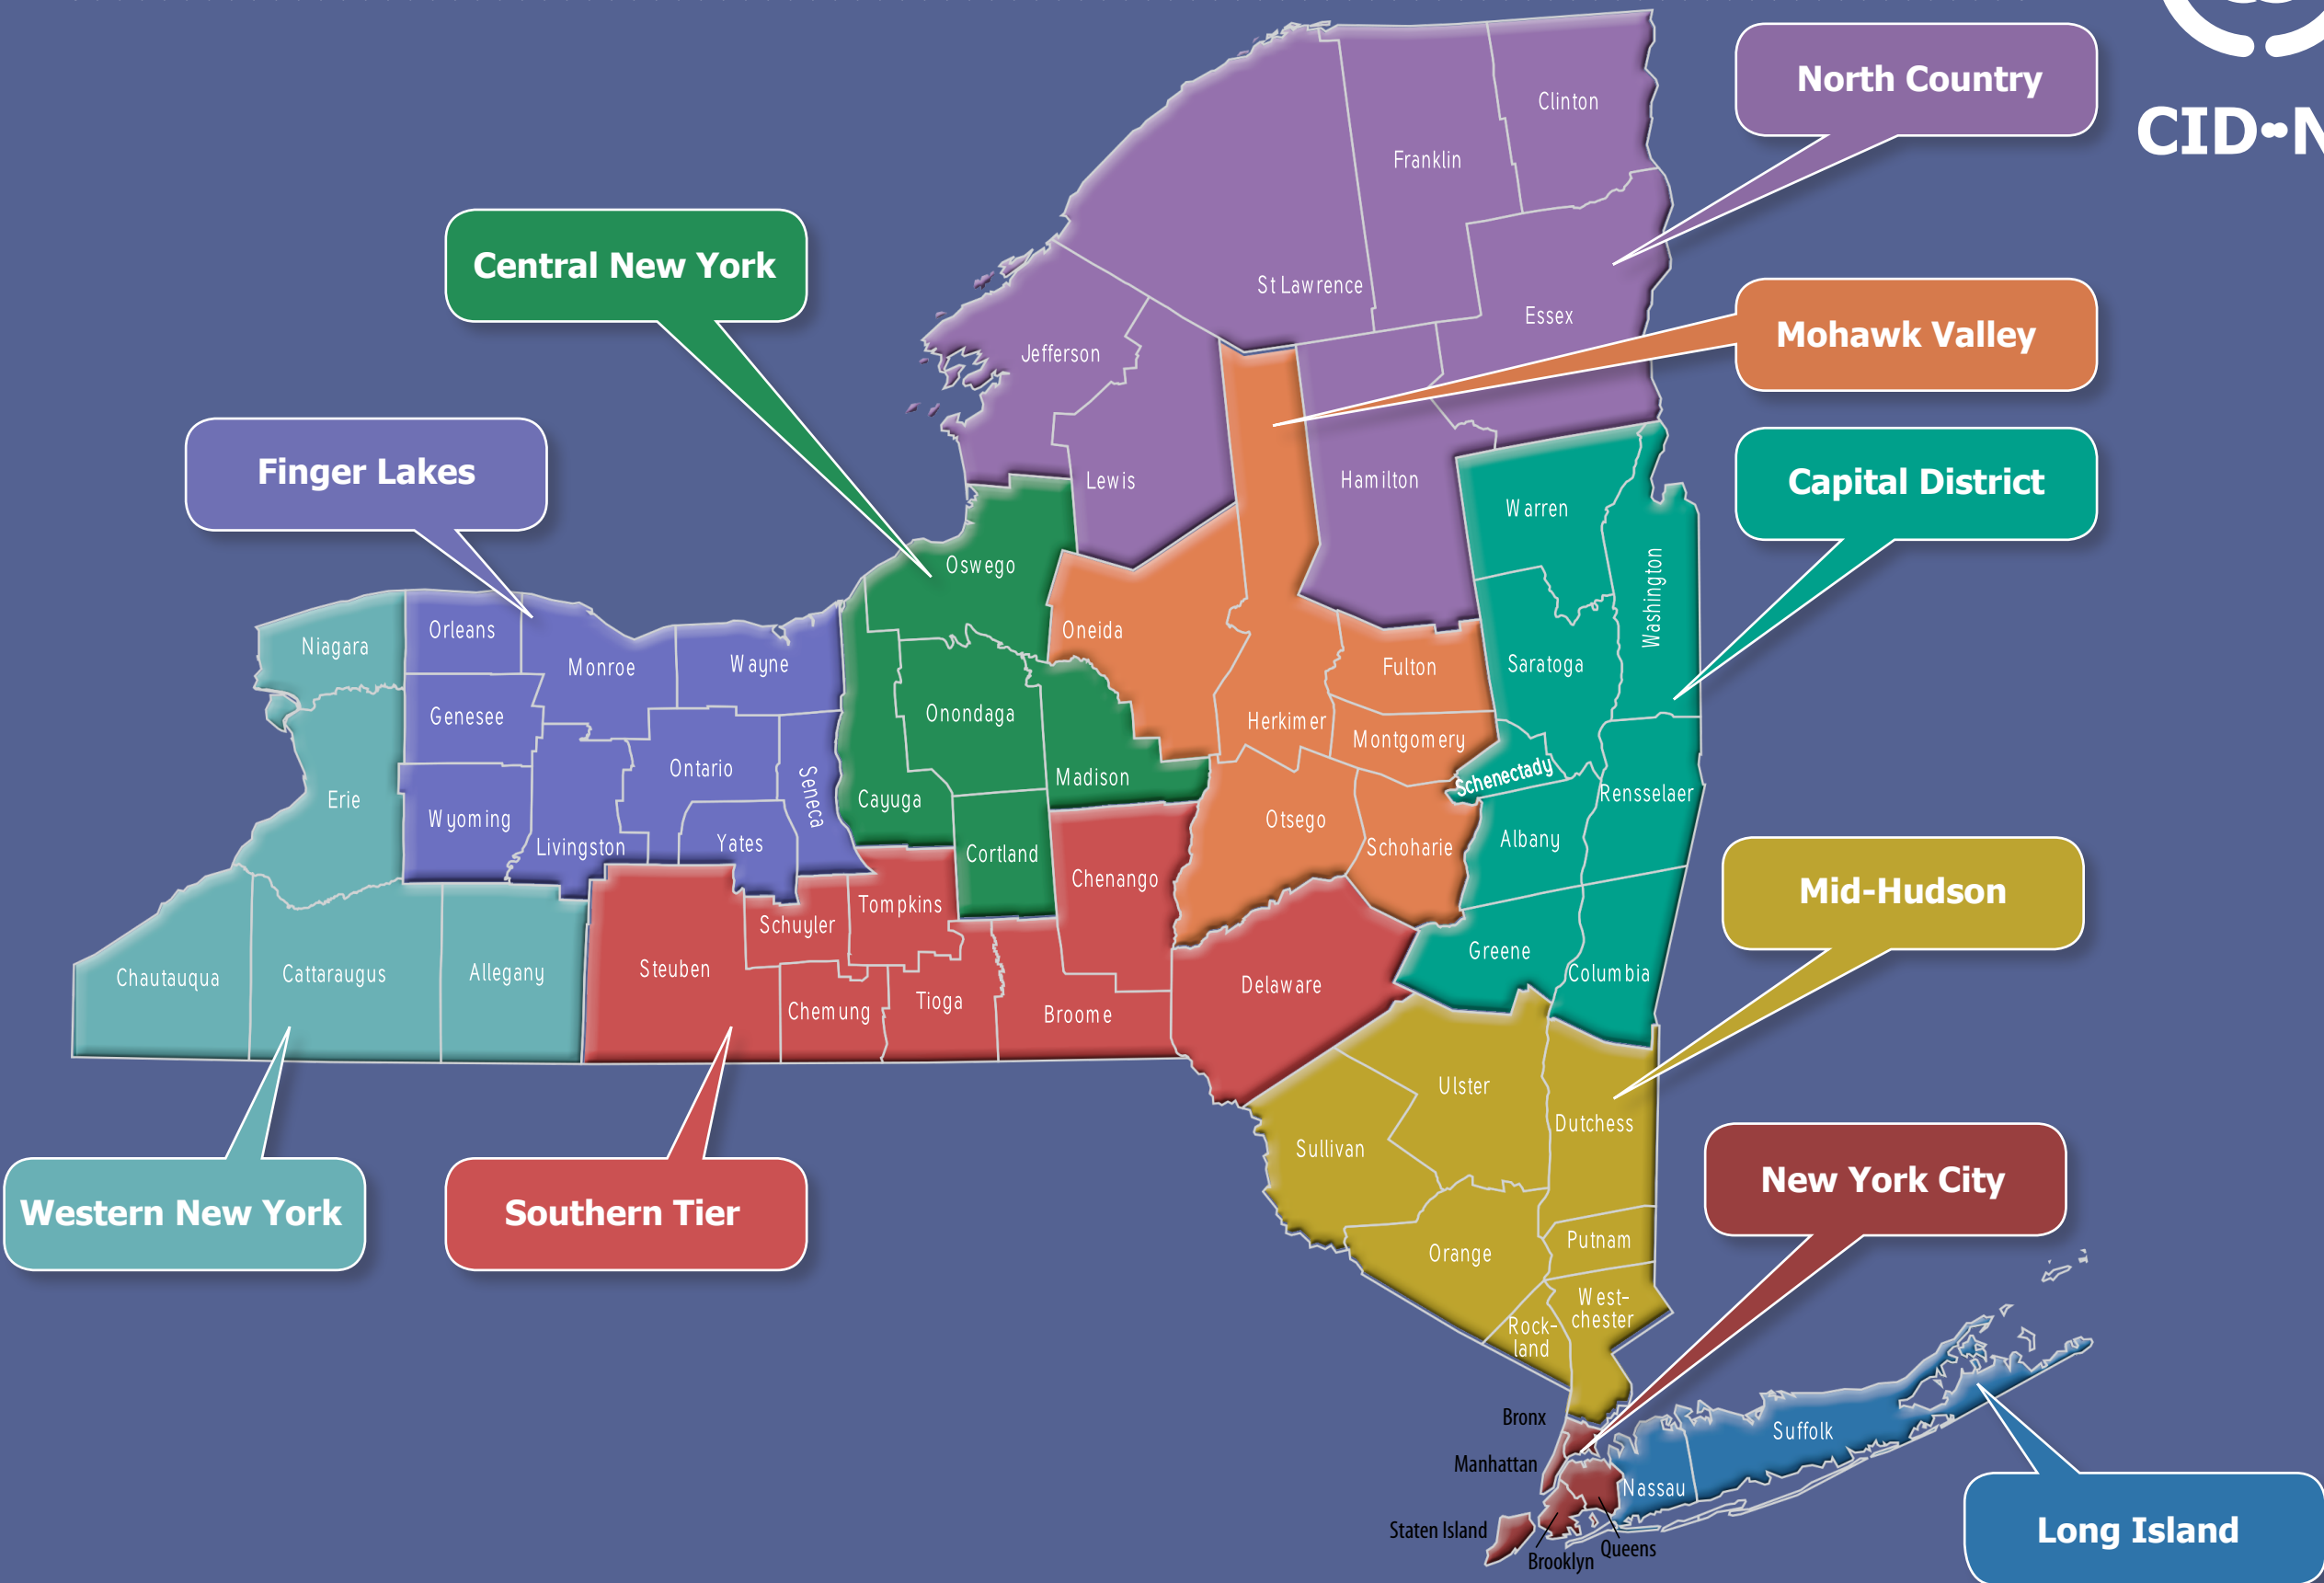 North Country
CID
Clinton
Franklin
Central New York
St Lawrence
Essex
Mohawk Valley
Jefferson
Finger Lakes
Lewis
Hamilton
Capital District
Warren
Oswego
Washington
Niagara
Orleans
Monroe
Wayne
Oneida
Fulton
Saratoga
Genesee
Onondaga
Herkimer
Montgomery
Ontario
Seneca
Madison
Schenectady
Rensselaer
Erie
Wyoming
Cayuga
Otsego
Livingston
Yates
Cortland
Schoharie
Albany
Chenango
Mid-Hudson
Schuyler
Tompkins
Greene
Chautauqua
Cattaraugus
Allegany
Steuben
Columbia
Chemung
Tioga
Broome
Delaware
Ulster
Dutchess
Sullivan
New York City
Western New York
Southern Tier
Orange
Putnam
West-
chester
Rock-
land
Bronx
Suffolk
Manhattan
Nassau
Staten Island
Long Island
Queens
Brooklyn